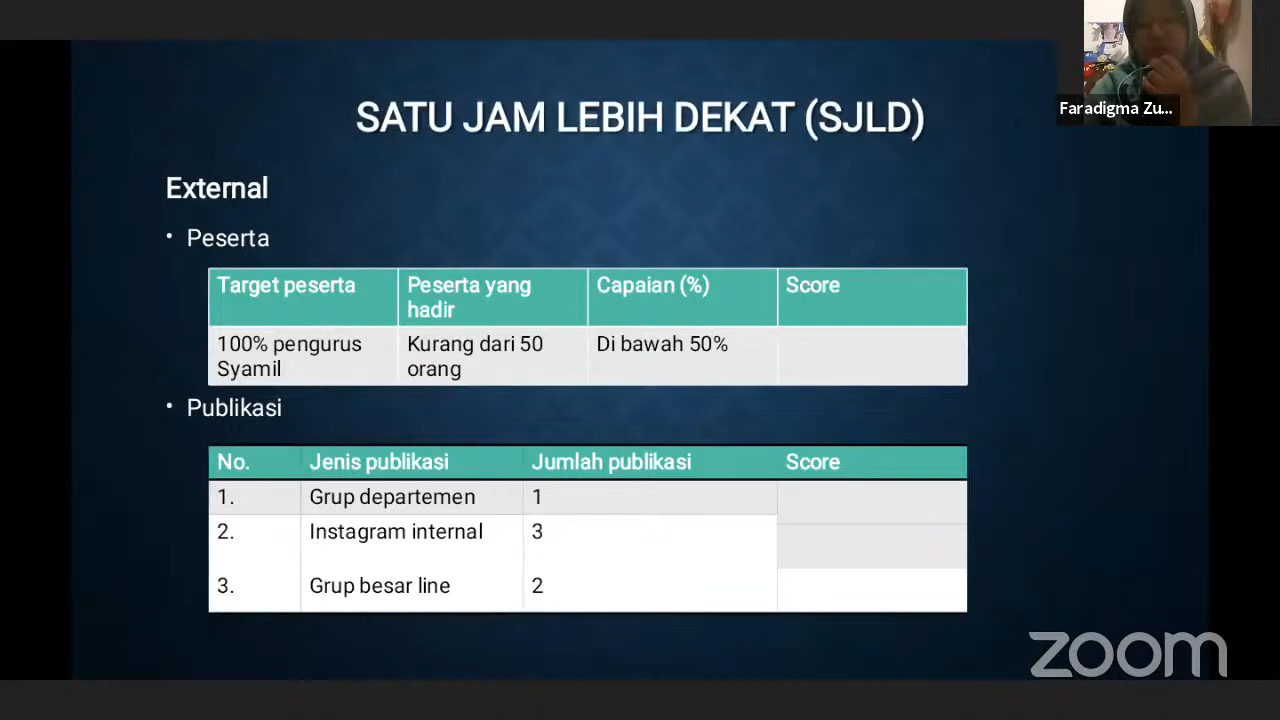 Faradigma Zu...
SATU JAM LEBIH DEKAT (SJLD)
External
• Peserta
Target peserta Peserta yang hadir Capaian (%) Score
100% pengurus Syamil Kurang dari 50 orang Di bawah 50%
• Publikasi
No. Jenis publikasi Jumlah publikasi Score
1. Grup departemen 1
2. Instagram internal 3
3. Grup besar line 2
zoom